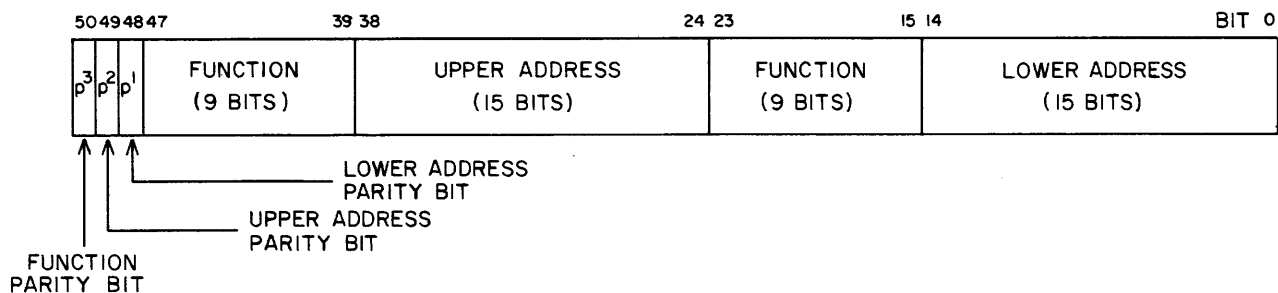 50 49 48 47 39 38 24 23 15 14 BIT 0
p3 p2 p1 FUNCTION UPPER ADDRESS FUNCTION LOWER ADDRESS
(9 BITS) (15 BITS) (9 BITS) (15 BITS)
LOWER ADDRESS
PARITY BIT
UPPER ADDRESS
PARITY BIT
FUNCTION
PARITY BIT